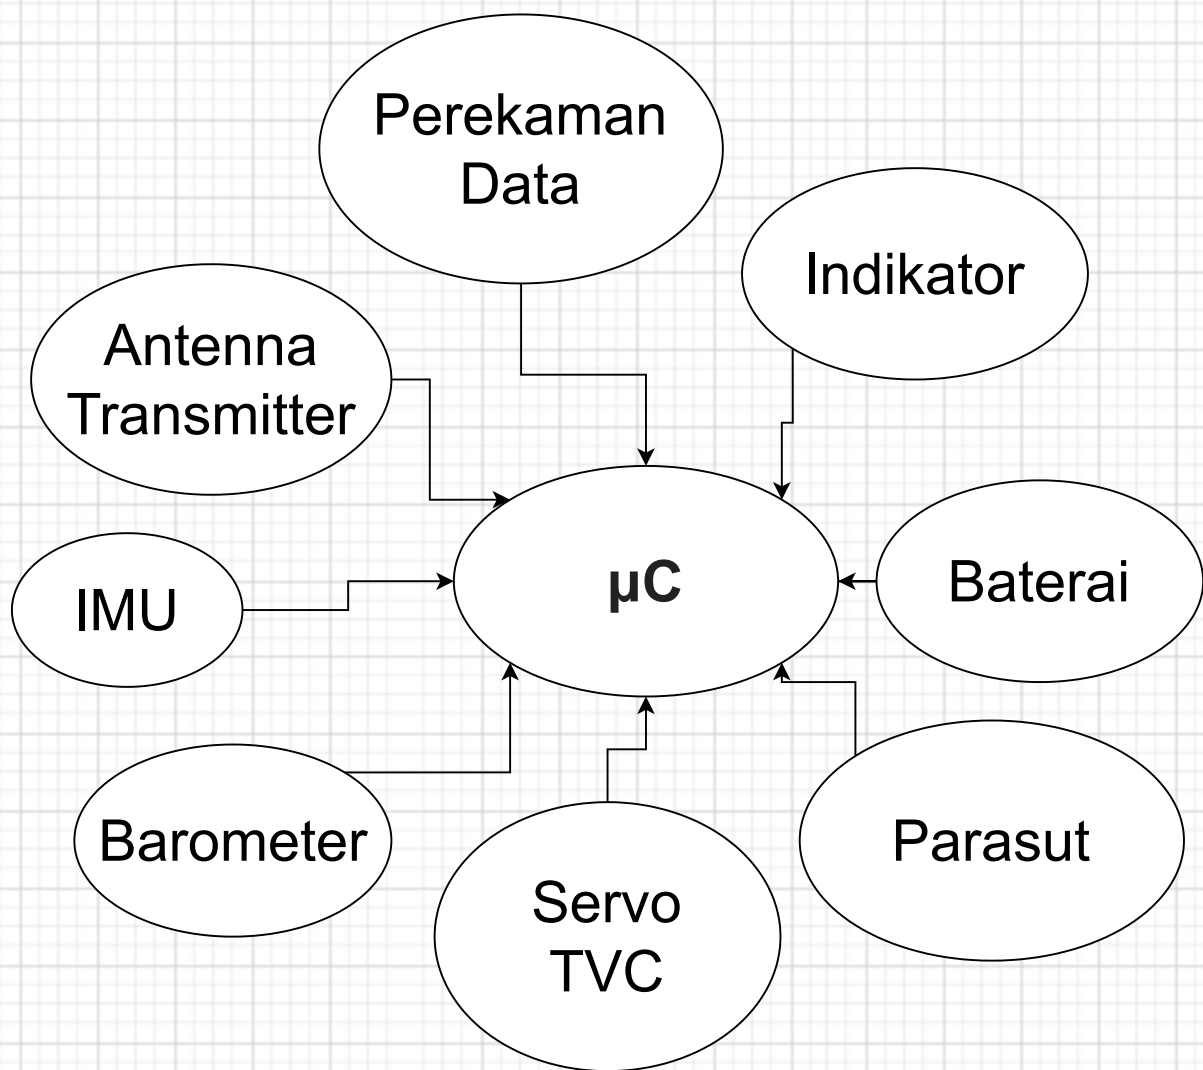 Perekaman
Data
Indikator
Antenna
Transmitter
µC
Baterai
IMU
Barometer
Parasut
Servo
TVC